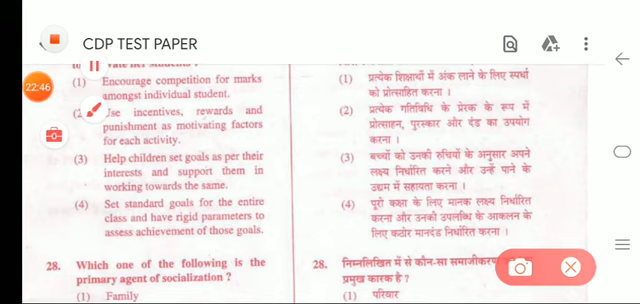 CDP TEST PAPER
22:46
(1) Encourage competition for marks
amongst individual student.
Use incentives, rewards and
punishment as motivating factors
for each activity.
(3) Help children set goals as per their
interests and support them in
working towards the same.
(4) Set standard goals for the entire
class and have rigid parameters to
assess achievement of those goals.
28. Which one of the following is the
primary agent of socialization ?
(1) Family
(1) प्रत्येक शिक्षार्थी में अंक लाने के लिए स्पर्धा
को प्रोत्साहित करना ।
(2) प्रत्येक गतिविधि के प्रेरक के रूप में
प्रोत्साहन, पुरस्कार और दंड का उपयोग
करना ।
(3) बच्चों को उनकी रुचियों के अनुसार अपने
लक्ष्य निर्धारित करने और उन्हें पाने के
उद्यम में सहायता करना ।
(4) पूरी कक्षा के लिए मानक लक्ष्य निर्धारित
करना और उनकी उपलब्धि के आकलन के
लिए कठोर मानदंड निर्धारित करना ।
28. निम्नलिखित में से कौन-सा समाजीकरण
प्रमुख कारक है ?
(1) परिवार